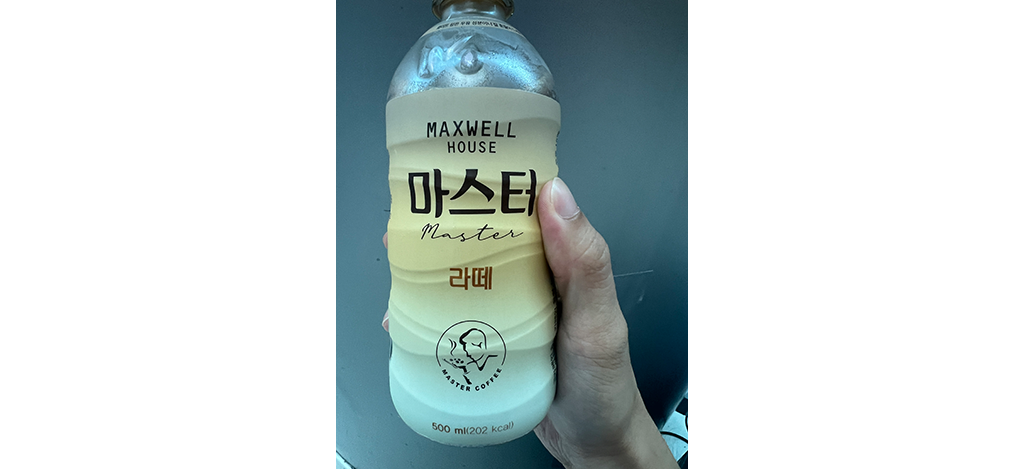 MAXWELL
HOUSE
마스터
Master
라떼
MASTER COFFEE
500 ml(202 kcal)